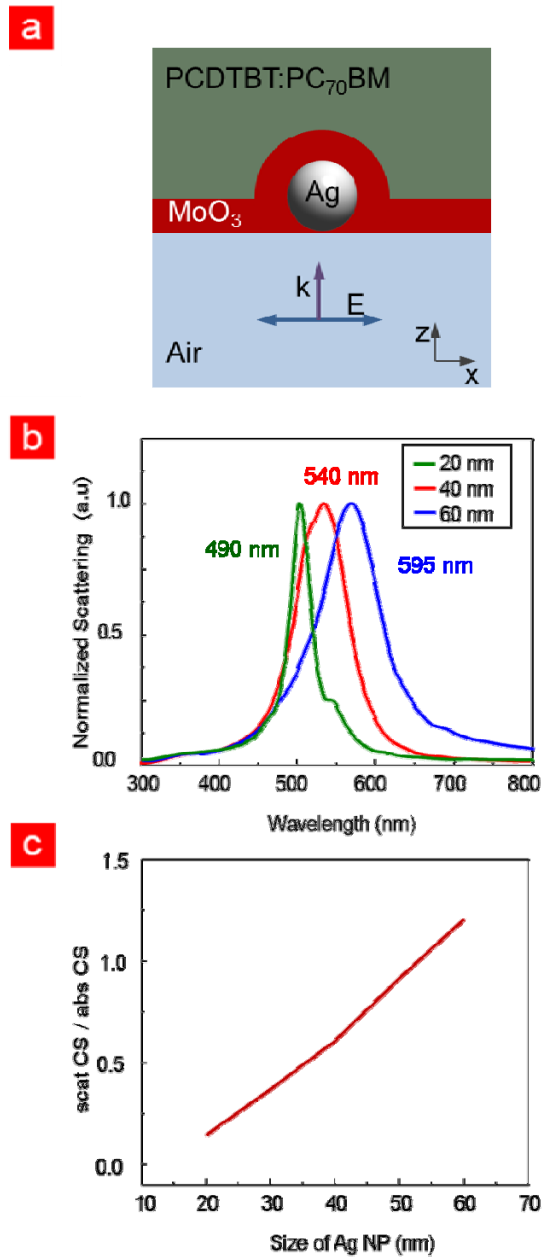 a
PCDTBT:PC₇₀BM
Ag
MoO₃
k
E
Air
z
x
b
20 nm
40 nm
60 nm
540 nm
490 nm
595 nm
Normalized Scattering (a.u)
1.0
0.5
0.0
300 400 500 600 700 800
Wavelength (nm)
c
scat CS / abs CS
1.5
1.0
0.5
0.0
10 20 30 40 50 60 70
Size of Ag NP (nm)